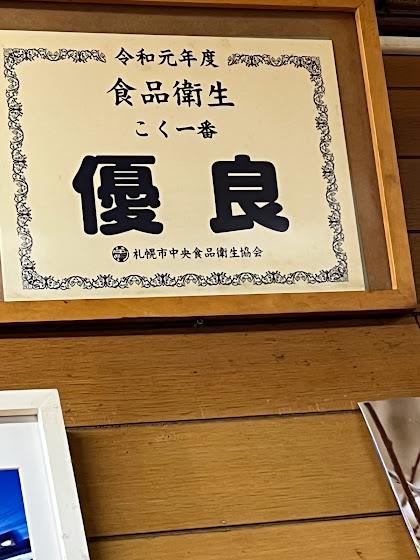 令和元年度
食品衛生
こく一番
優良
札幌市中央食品衛生協会